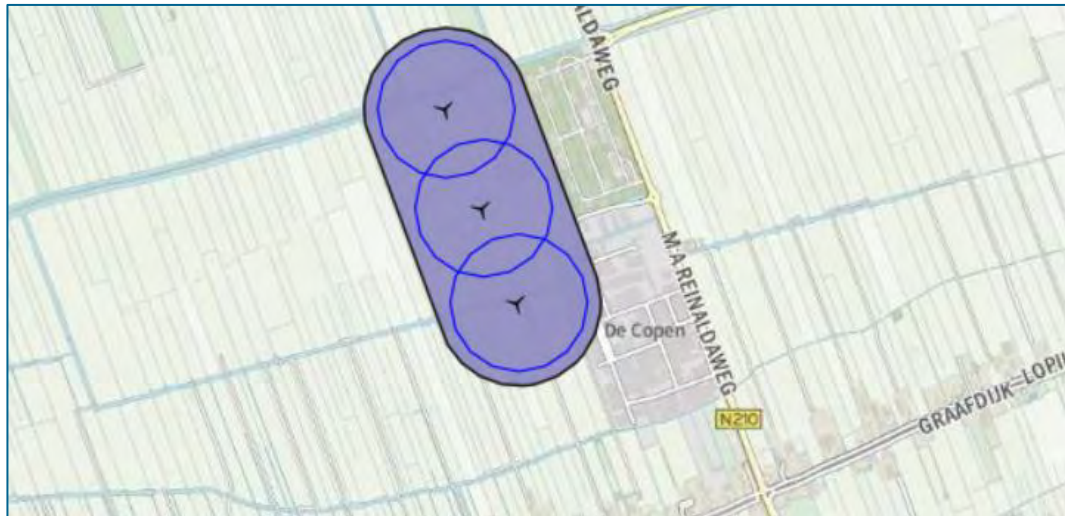 ALDAWEG
M.A.REINALDAWEG
De Copen
N210
GRAAFDIJK-LOPI